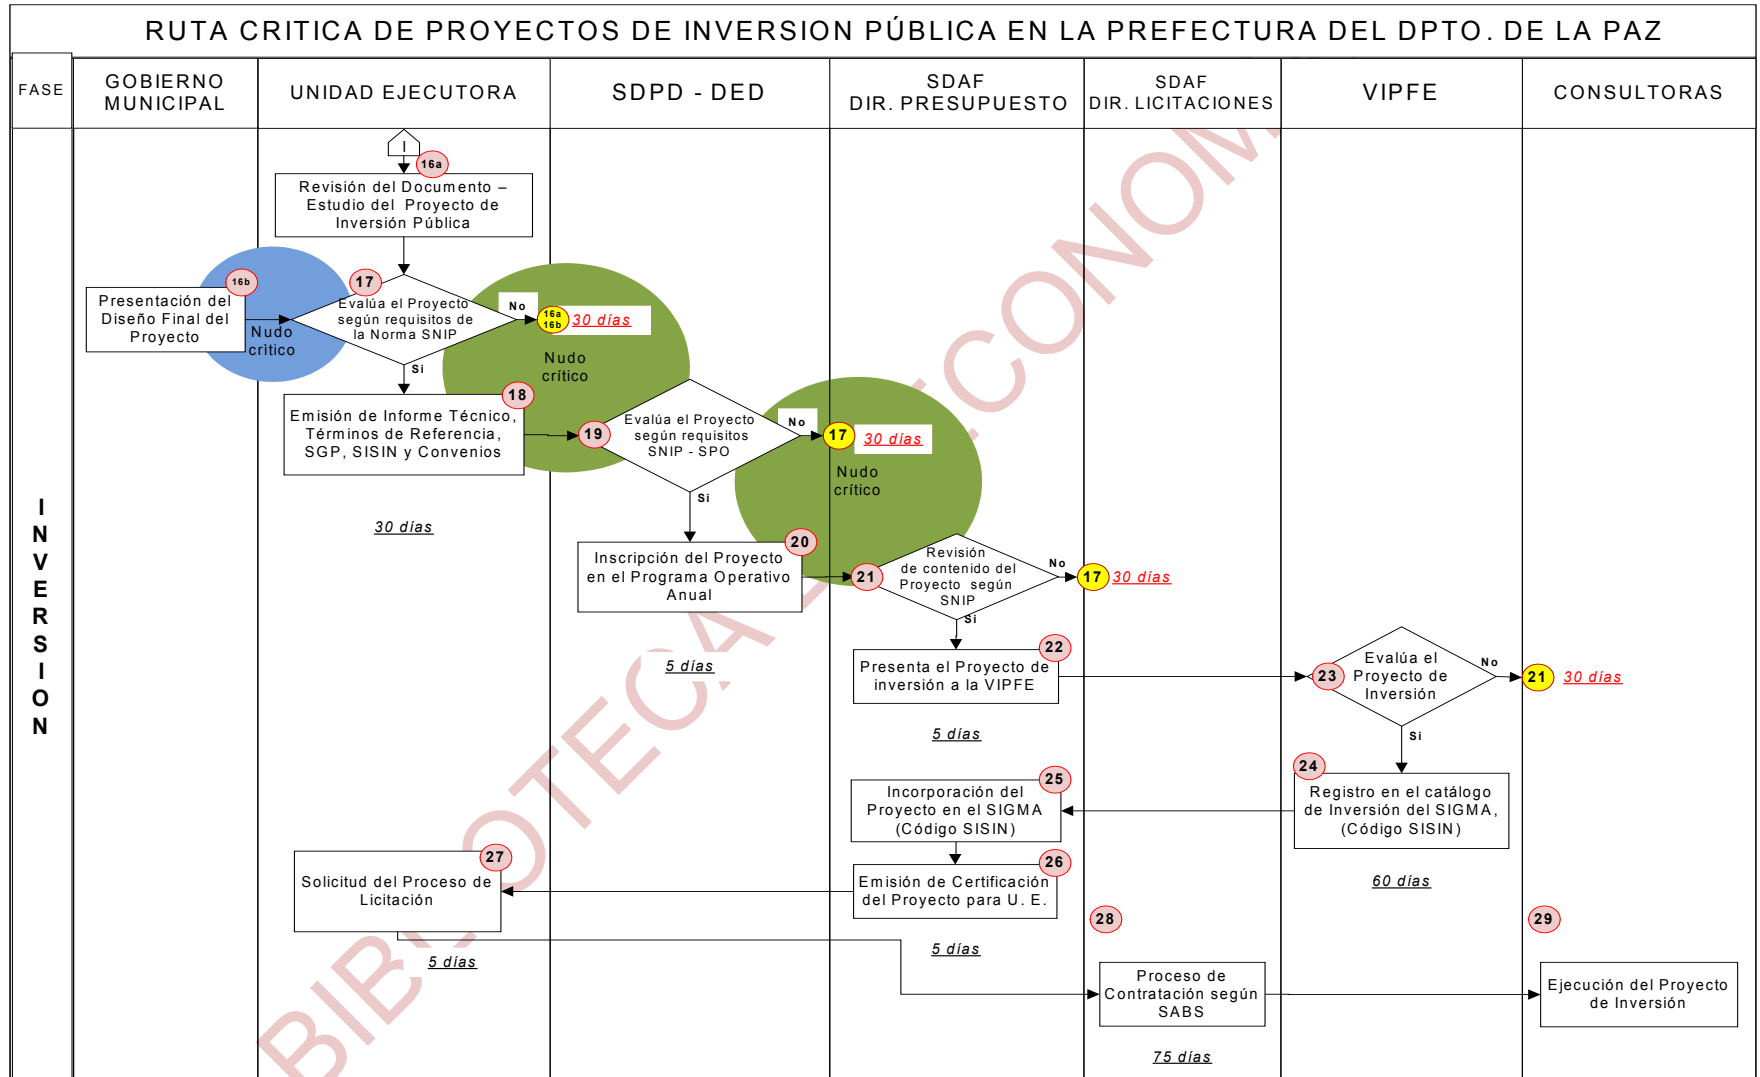 RUTA CRITICA DE PROYECTOS DE INVERSION PÚBLICA EN LA PREFECTURA DEL DPTO. DE LA PAZ
FASE
GOBIERNO
MUNICIPAL
UNIDAD EJECUTORA
SDPD - DED
SDAF
DIR. PRESUPUESTO
SDAF
DIR. LICITACIONES
VIPFE
CONSULTORAS
INVERSION
I
16a
Revisión del Documento –
Estudio del Proyecto de
Inversión Pública
16b
Presentación del
Diseño Final del
Proyecto
Nudo
crìtico
17
Evalúa el Proyecto
según requisitos de
la Norma SNIP
No
16a
16b
30 días
Nudo
crítico
Si
18
Emisión de Informe Técnico,
Términos de Referencia,
SGP, SISIN y Convenios
30 días
19
Evalúa el Proyecto
según requisitos
SNIP - SPO
No
17
30 días
Nudo
crítico
Si
20
Inscripción del Proyecto
en el Programa Operativo
Anual
5 días
21
Revisión
de contenido del
Proyecto según
SNIP
No
17
30 días
Si
22
Presenta el Proyecto de
inversión a la VIPFE
5 días
23
Evalúa el
Proyecto de
Inversión
No
21
30 días
Si
24
Registro en el catálogo
de Inversión del SIGMA,
(Código SISIN)
60 días
25
Incorporación del
Proyecto en el SIGMA
(Código SISIN)
26
Emisión de Certificación
del Proyecto para U. E.
5 días
27
Solicitud del Proceso de
Licitación
5 días
28
Proceso de
Contratación según
SABS
75 días
29
Ejecución del Proyecto
de Inversión